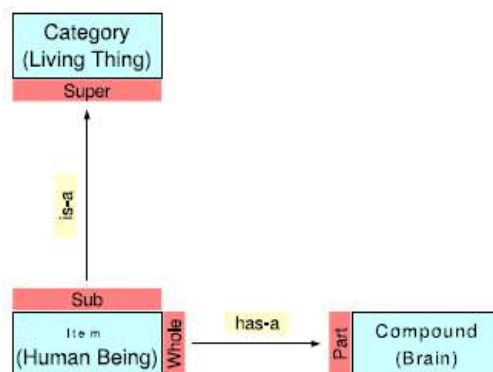 Category
(Living Thing)
Super
is-a
Sub
Item
(Human Being)
Whole
has-a
Part
Compound
(Brain)